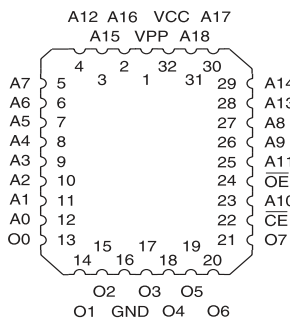 A12 A16 VCC A17
A15 VPP A18
4 2 32 30
3 1 31
A7 5 29 A14
A6 6 28 A13
A5 7 27 A8
A4 8 26 A9
A3 9 25 A11
A2 10 24 OE
A1 11 23 A10
A0 12 22 CE
O0 13 21 O7
15 17 19
14 16 18 20
O2 O3 O5
O1 GND O4 O6